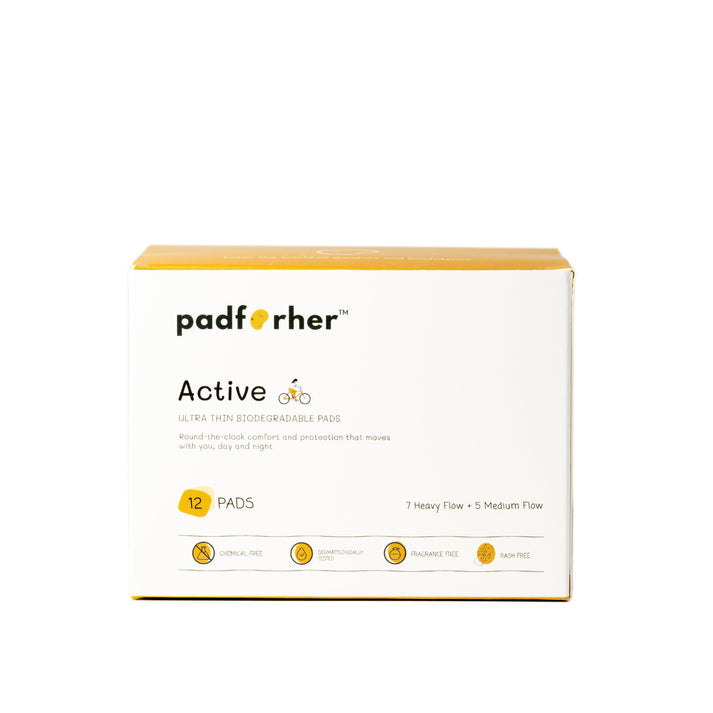 padforher™
Active
ULTRA THIN BIODEGRADABLE PADS
Round-the-clock comfort and protection that moves
with you, day and night
12 PADS
7 Heavy Flow + 5 Medium Flow
CHEMICAL FREE
DERMATOLOGICALLY
TESTED
FRAGRANCE FREE
RASH FREE